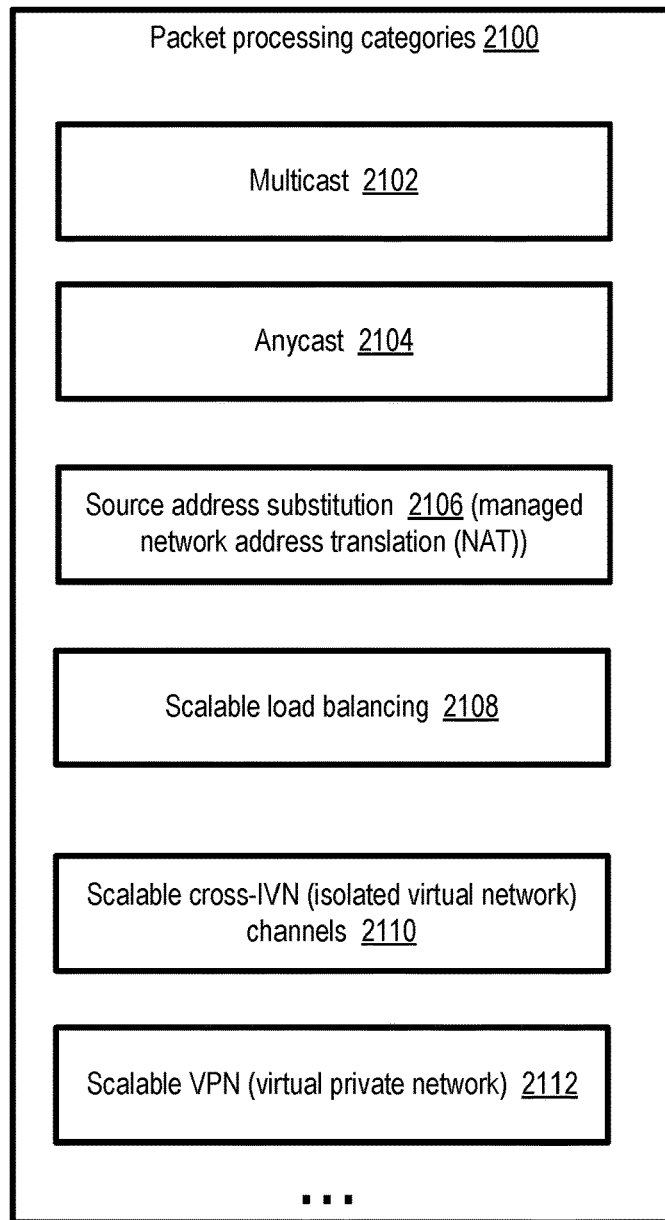 Packet processing categories 2100
Multicast 2102
Anycast 2104
Source address substitution 2106 (managed
network address translation (NAT))
Scalable load balancing 2108
Scalable cross-IVN (isolated virtual network)
channels 2110
Scalable VPN (virtual private network) 2112
...